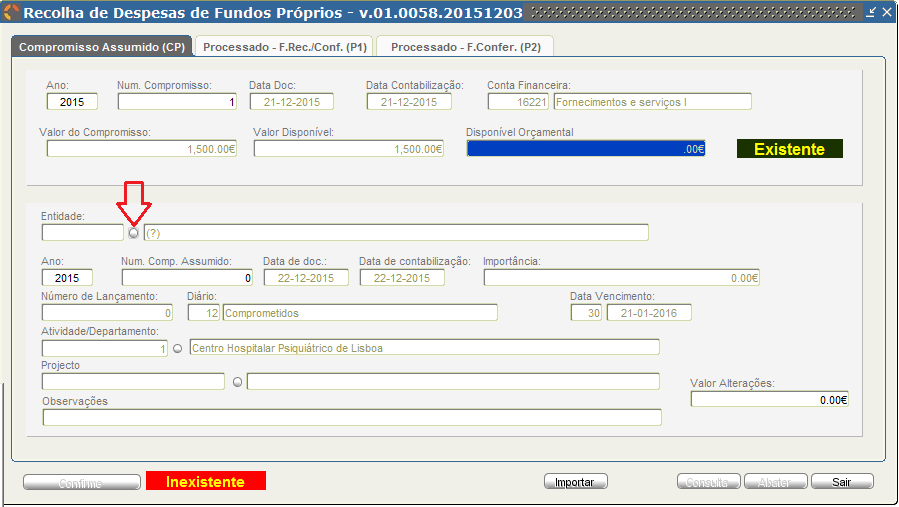 Recolha de Despesas de Fundos Próprios - v.01.0058.20151203
Compromisso Assumido (CP) Processado - F.Rec./Conf. (P1) Processado - F.Confer. (P2)
Ano: Num. Compromisso: Data Doc: Data Contabilização: Conta Financeira:
2015 1 21-12-2015 21-12-2015 16221 Fornecimentos e serviços I
Valor do Compromisso: Valor Disponível: Disponível Orçamental
1,500.00€ 1,500.00€ .00€ Existente
Entidade:
(?)
Ano: Num. Comp. Assumido: Data de doc.: Data de contabilização: Importância:
2015 0 22-12-2015 22-12-2015 0.00€
Número de Lançamento: Diário: Data Vencimento:
0 12 Comprometidos 30 21-01-2016
Atividade/Departamento:
1 Centro Hospitalar Psiquiátrico de Lisboa
Projecto
Valor Alterações:
0.00€
Observações
Confirme Inexistente Importar Consulta Abater Sair